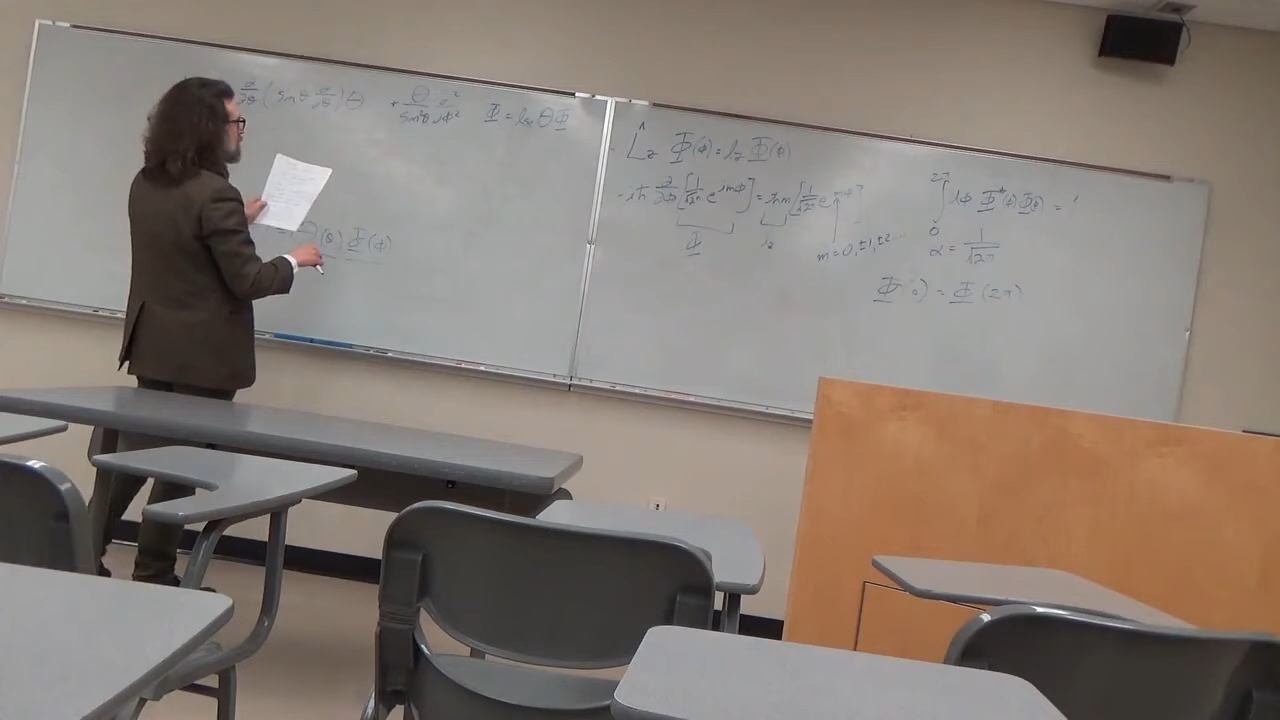 ∂/∂θ (sinθ ∂/∂θ) Θ + Θ/sin²θ ∂²/∂ϕ² Φ = l² Θ Φ
= Θ(θ) Φ(ϕ)
L̂z Φ(ϕ) = lz Φ(ϕ)
-iħ ∂/∂ϕ [1/√2π e^imϕ] = ħm [1/√2π e^imϕ]
Φ lz m=0,±1,±2...
∫₀^2π dϕ Φ*(ϕ) Φ(ϕ) = 1
α = 1/√2π
Φ(0) = Φ(2π)